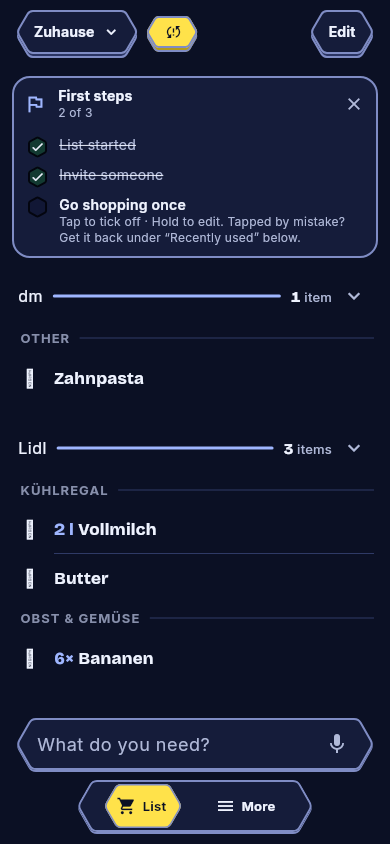 Zuhause
Edit
First steps
2 of 3
List started
Invite someone
Go shopping once
Tap to tick off · Hold to edit. Tapped by mistake?
Get it back under “Recently used” below.
dm
1 item
OTHER
Zahnpasta
Lidl
3 items
KÜHLREGAL
2 l Vollmilch
Butter
OBST & GEMÜSE
6× Bananen
What do you need?
List
More